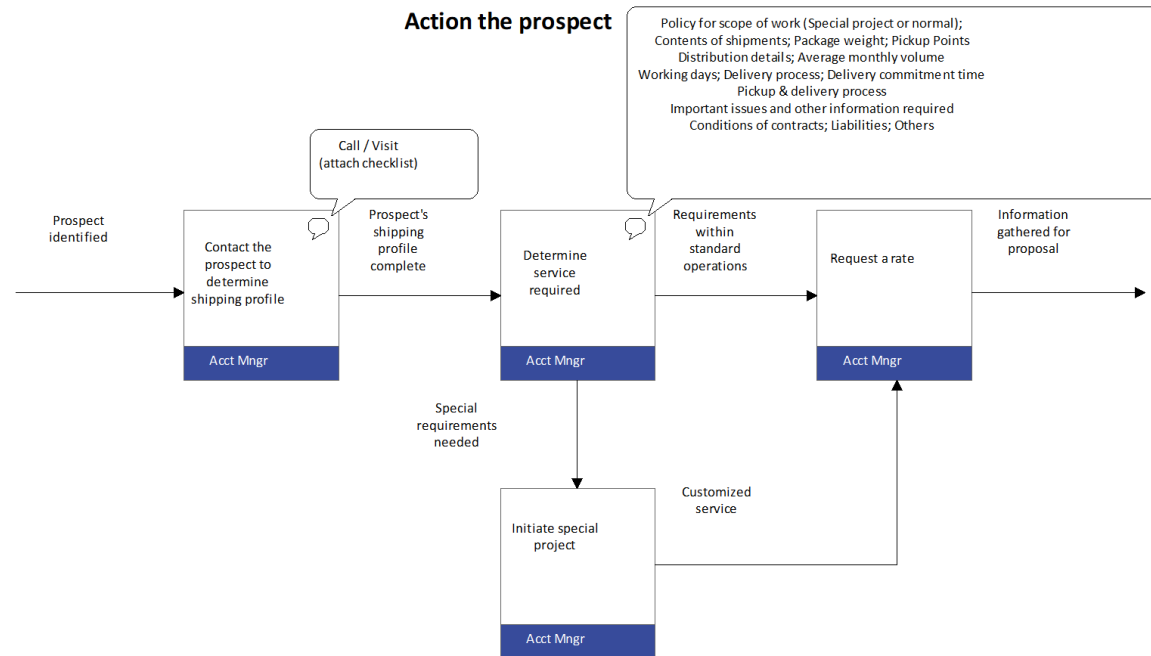 Action the prospect
Policy for scope of work (Special project or normal);
Contents of shipments; Package weight; Pickup Points
Distribution details; Average monthly volume
Working days; Delivery process; Delivery commitment time
Pickup & delivery process
Important issues and other information required
Conditions of contracts; Liabilities; Others
Call / Visit
(attach checklist)
Prospect
identified
Contact the
prospect to
determine
shipping profile
Acct Mngr
Prospect's
shipping
profile
complete
Determine
service
required
Acct Mngr
Requirements
within
standard
operations
Request a rate
Acct Mngr
Information
gathered for
proposal
Special
requirements
needed
Initiate special
project
Acct Mngr
Customized
service